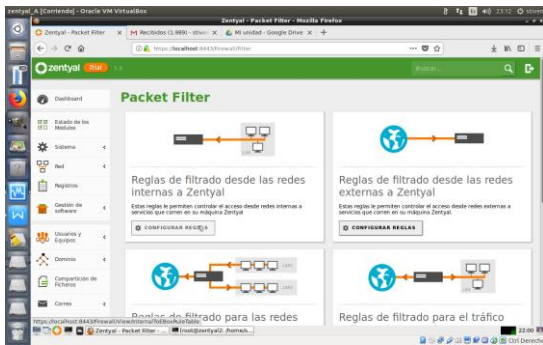 zentyal_A [Corriendo] - Oracle VM VirtualBox
23:12
Zentyal - Packet Filter - Mozilla Firefox
Zentyal - Packet Filter
Mi unidad - Google Drive
https://localhost:8443/Firewall/Filter
zentyal Trial
Buscar...
Dashboard
Packet Filter
Estado de los
Módulos
Sistema
Red
Registros
Gestión de
software
Usuarios y
Equipos
Dominio
Compartición de
Ficheros
Correo
Reglas de filtrado desde las redes
internas a Zentyal
Estas reglas le permiten controlar el acceso desde redes internas a
servicios que corren en su máquina Zentyal
CONFIGURAR REGLAS
Reglas de filtrado desde las redes
externas a Zentyal
Estas reglas le permiten controlar el acceso desde redes externas a
servicios que corren en su máquina Zentyal.
CONFIGURAR REGLAS
Reglas de filtrado para las redes
Reglas de filtrado para el tráfico
https://localhost:8443/Firewall/View/InternalToEBoxRuleTable
Zentyal - Packet Filter - ...
22:00
Ctrl Derecho